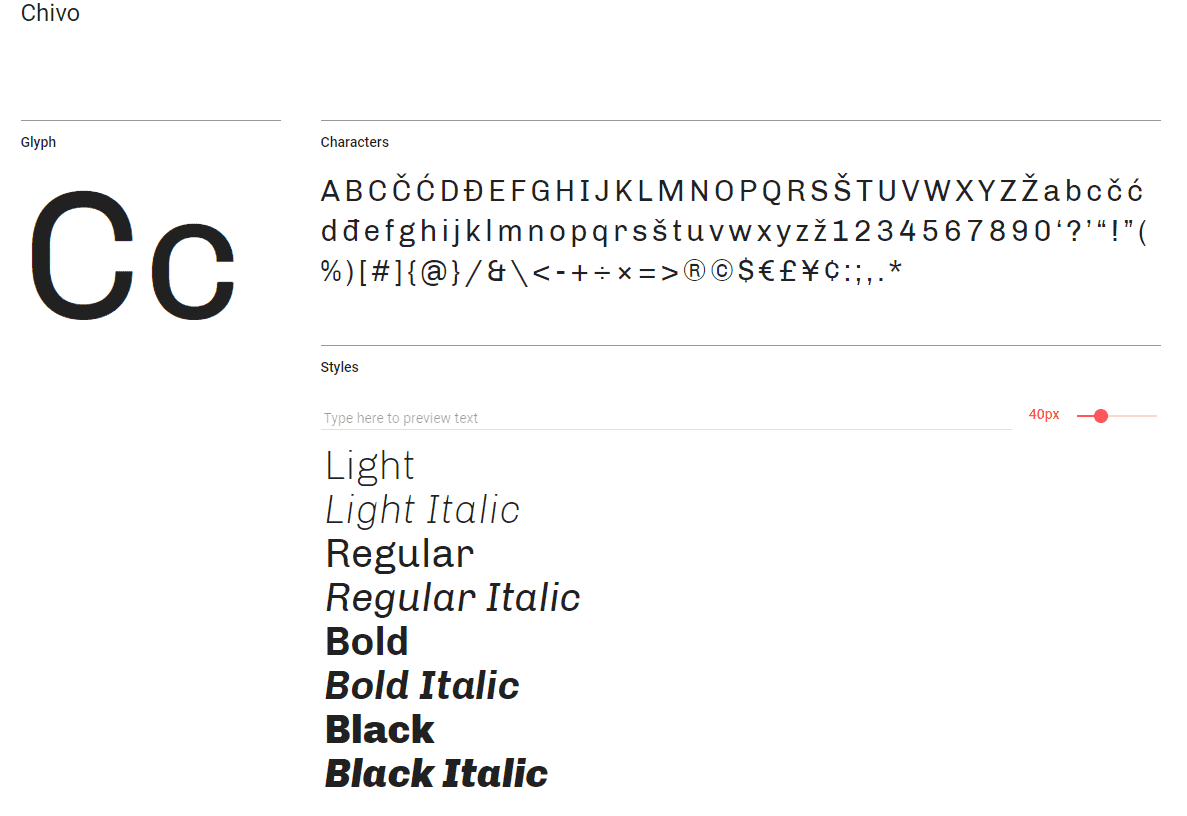 Chivo
Glyph
Cc
Characters
ABCČĆDĐEFGHIJKLMNOPQRSŠTUVWXYZŽabcčć
dđefghijklmnopqrsštuvwxyzž1234567890‘?’“!”(
%)[#]{@}/&\<-+÷×=>®©$€£¥¢:;,.*
Styles
Type here to preview text
40px
Light
Light Italic
Regular
Regular Italic
Bold
Bold Italic
Black
Black Italic